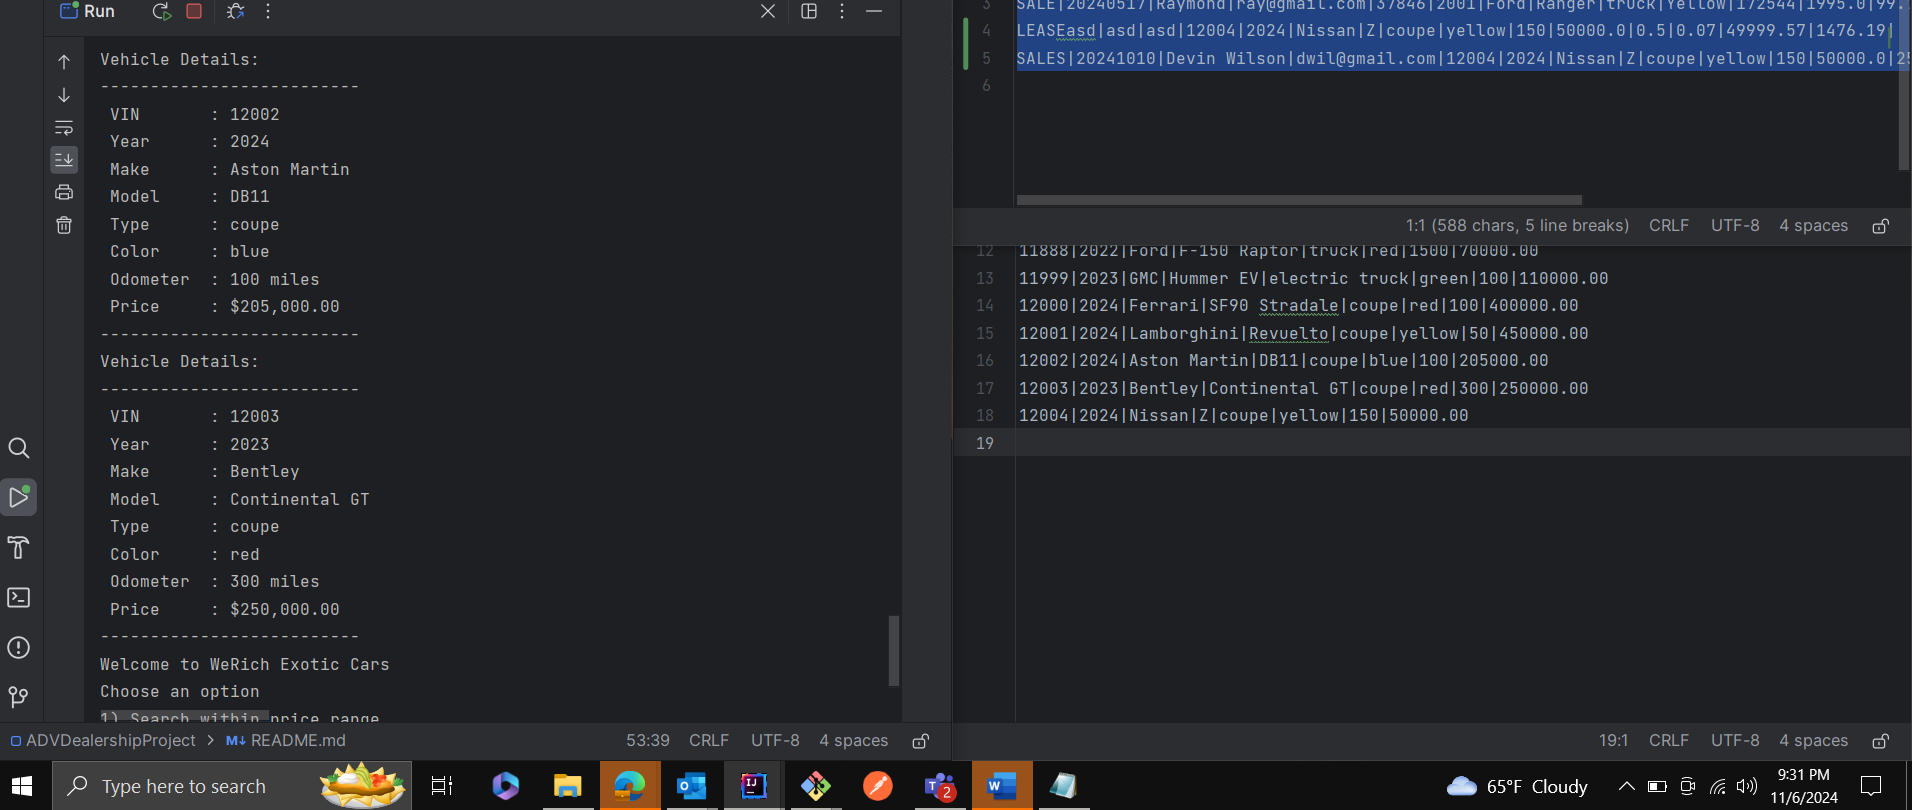 Run
Vehicle Details:
--------------------------
VIN : 12002
Year : 2024
Make : Aston Martin
Model : DB11
Type : coupe
Color : blue
Odometer : 100 miles
Price : $205,000.00
--------------------------
Vehicle Details:
--------------------------
VIN : 12003
Year : 2023
Make : Bentley
Model : Continental GT
Type : coupe
Color : red
Odometer : 300 miles
Price : $250,000.00
--------------------------
Welcome to WeRich Exotic Cars
Choose an option
1) Search within price range
ADVDealershipProject > M↓ README.md 53:39 CRLF UTF-8 4 spaces
3 SALE|20240517|Raymond|ray@gmail.com|37846|2001|Ford|Ranger|truck|Yellow|172544|1995.0|99.
4 LEASEasd|asd|asd|12004|2024|Nissan|Z|coupe|yellow|150|50000.0|0.5|0.07|49999.57|1476.19|
5 SALES|20241010|Devin Wilson|dwil@gmail.com|12004|2024|Nissan|Z|coupe|yellow|150|50000.0|25
6
1:1 (588 chars, 5 line breaks) CRLF UTF-8 4 spaces
12 11888|2022|Ford|F-150 Raptor|truck|red|1500|70000.00
13 11999|2023|GMC|Hummer EV|electric truck|green|100|110000.00
14 12000|2024|Ferrari|SF90 Stradale|coupe|red|100|400000.00
15 12001|2024|Lamborghini|Revuelto|coupe|yellow|50|450000.00
16 12002|2024|Aston Martin|DB11|coupe|blue|100|205000.00
17 12003|2023|Bentley|Continental GT|coupe|red|300|250000.00
18 12004|2024|Nissan|Z|coupe|yellow|150|50000.00
19
19:1 CRLF UTF-8 4 spaces
Type here to search
65°F Cloudy
9:31 PM
11/6/2024